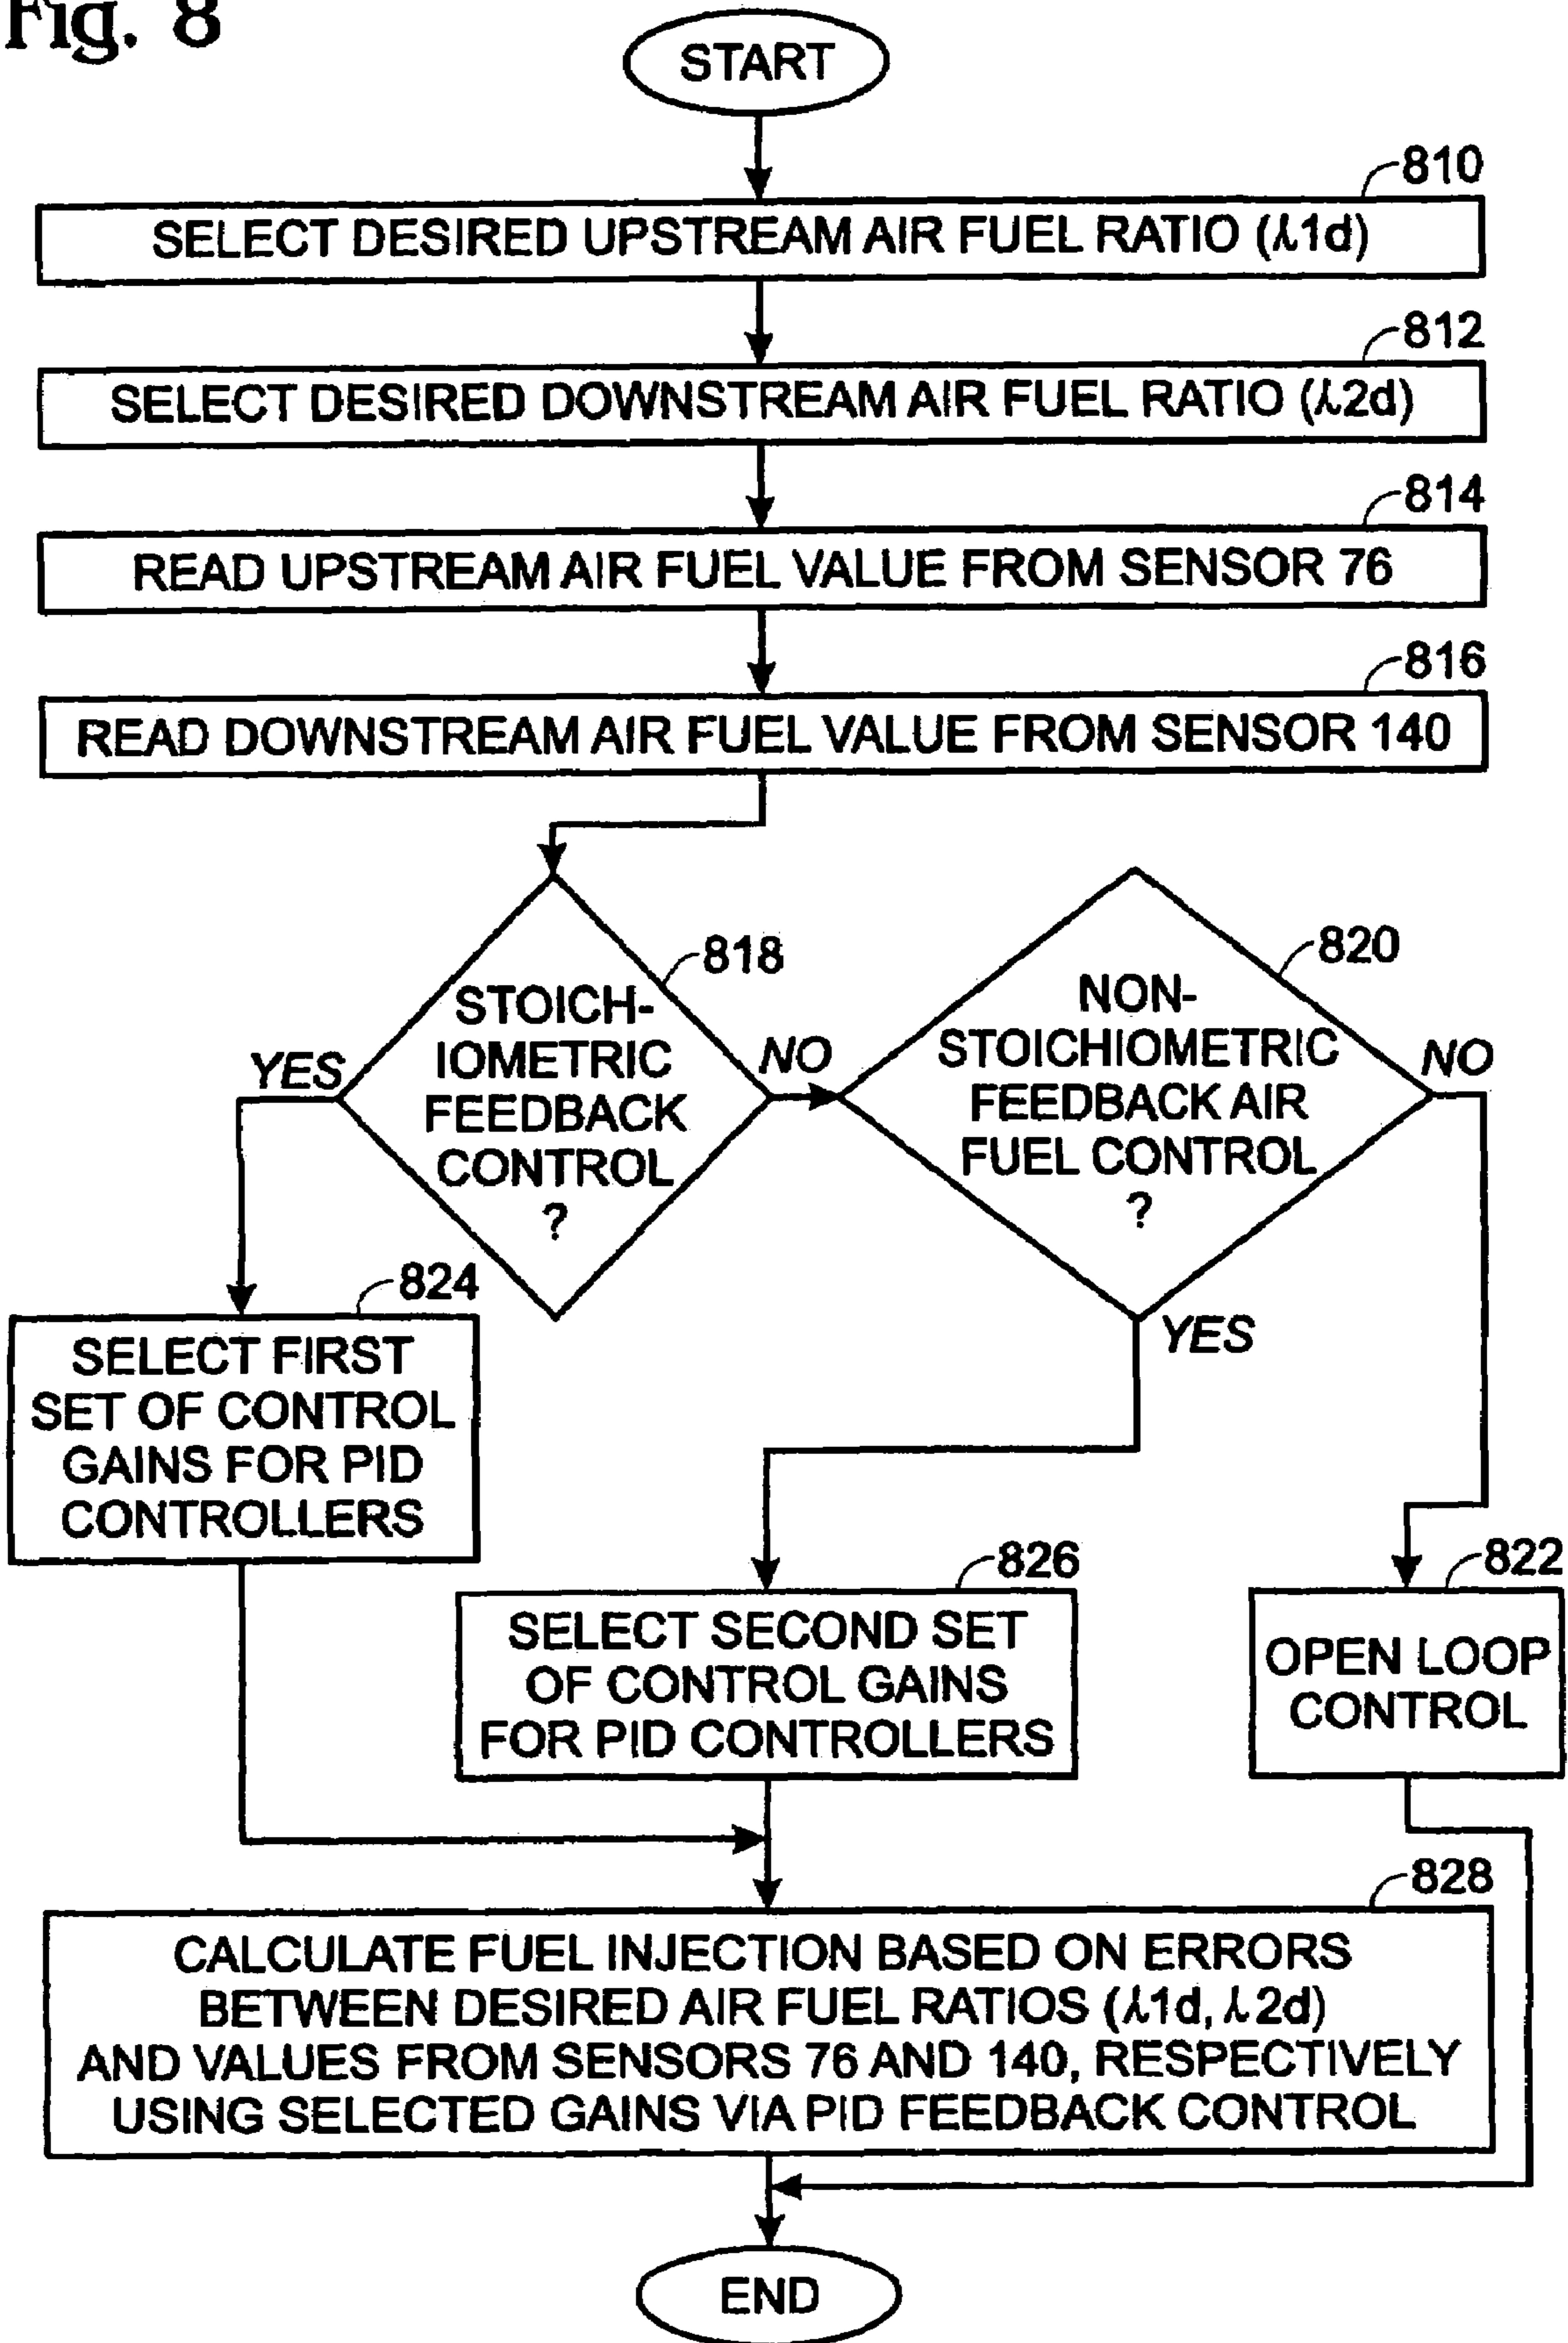 Fig. 8
START
810
SELECT DESIRED UPSTREAM AIR FUEL RATIO (λ1d)
812
SELECT DESIRED DOWNSTREAM AIR FUEL RATIO (λ2d)
814
READ UPSTREAM AIR FUEL VALUE FROM SENSOR 76
816
READ DOWNSTREAM AIR FUEL VALUE FROM SENSOR 140
818
STOICH-
IOMETRIC
FEEDBACK
CONTROL
?
YES
NO
820
NON-
STOICHIOMETRIC
FEEDBACK AIR
FUEL CONTROL
?
NO
YES
824
SELECT FIRST
SET OF CONTROL
GAINS FOR PID
CONTROLLERS
826
SELECT SECOND SET
OF CONTROL GAINS
FOR PID CONTROLLERS
822
OPEN LOOP
CONTROL
828
CALCULATE FUEL INJECTION BASED ON ERRORS
BETWEEN DESIRED AIR FUEL RATIOS (λ1d, λ2d)
AND VALUES FROM SENSORS 76 AND 140, RESPECTIVELY
USING SELECTED GAINS VIA PID FEEDBACK CONTROL
END